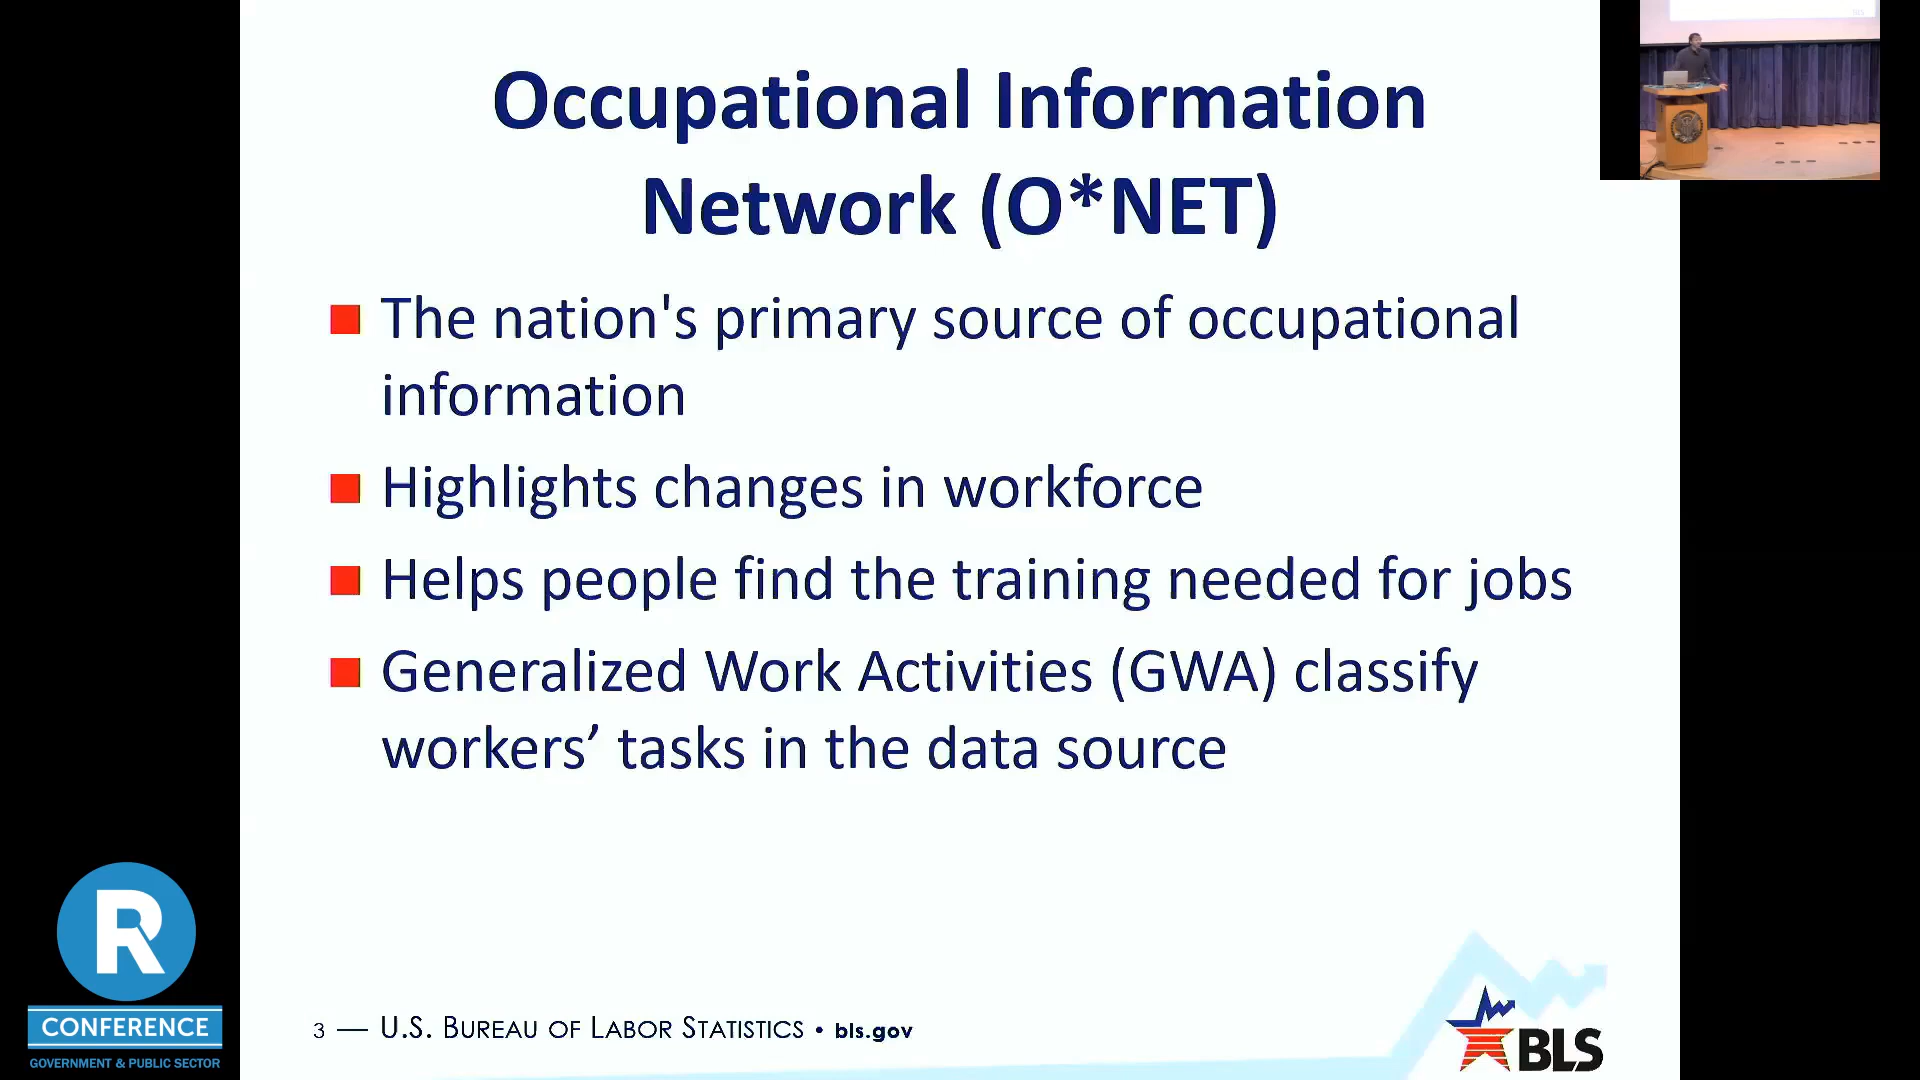 Occupational Information
Network (O*NET)
The nation's primary source of occupational
information
Highlights changes in workforce
Helps people find the training needed for jobs
Generalized Work Activities (GWA) classify
workers’ tasks in the data source
R
CONFERENCE
GOVERNMENT & PUBLIC SECTOR
3 — U.S. BUREAU OF LABOR STATISTICS • bls.gov
BLS